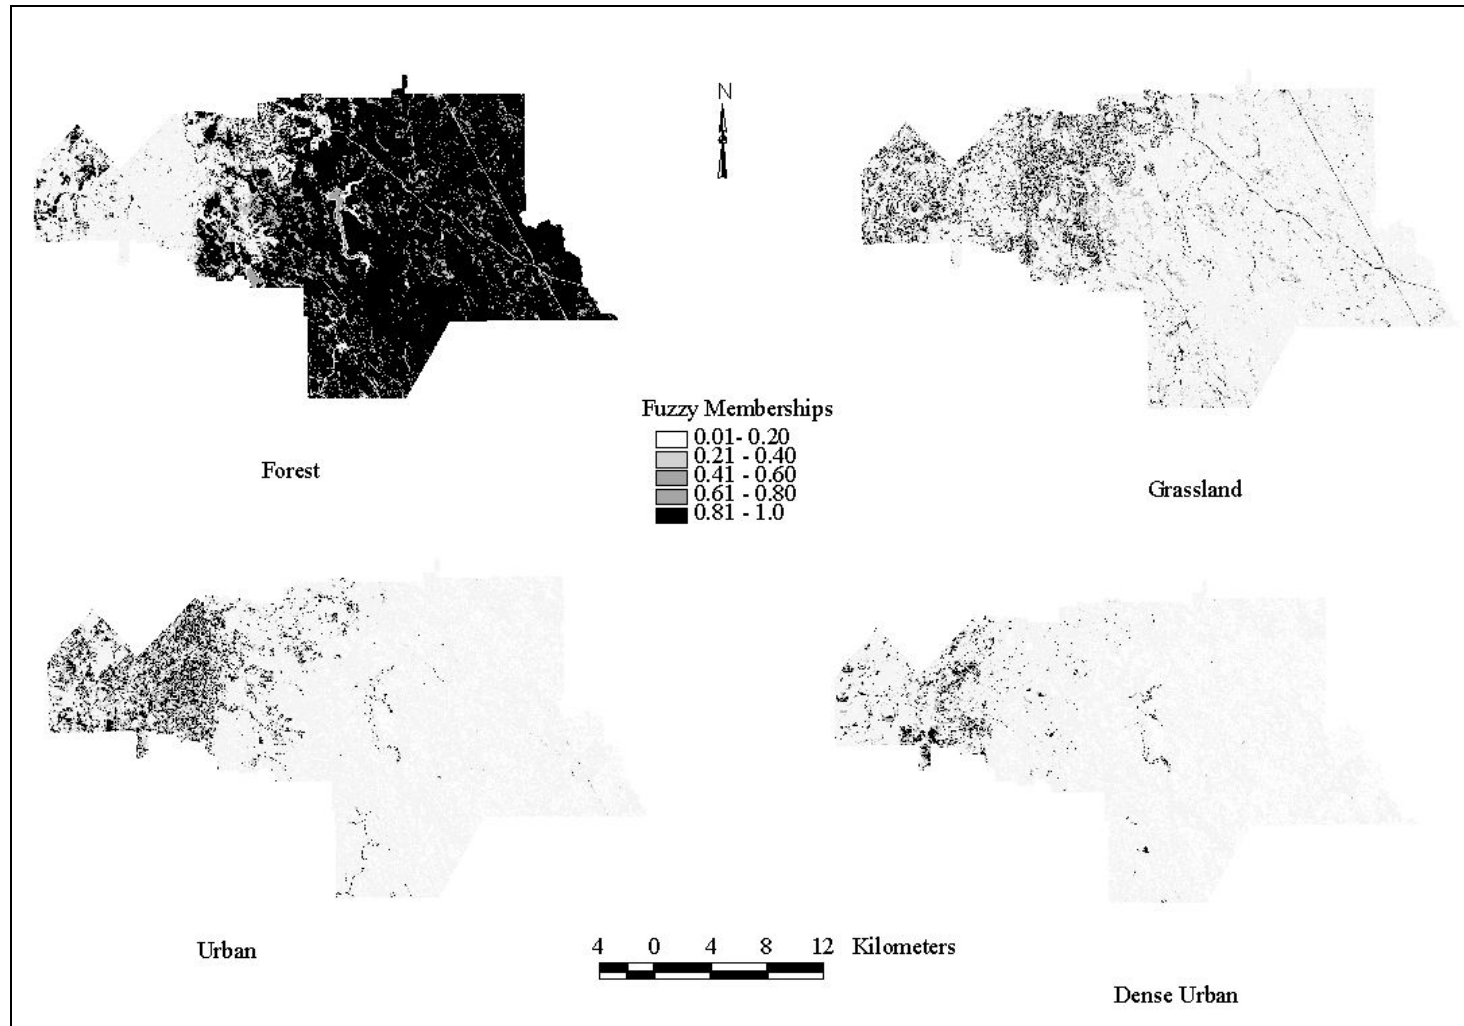 N
Fuzzy Memberships
0.01- 0.20
0.21 - 0.40
0.41 - 0.60
0.61 - 0.80
0.81 - 1.0
Forest
Grassland
Urban
4 0 4 8 12 Kilometers
Dense Urban